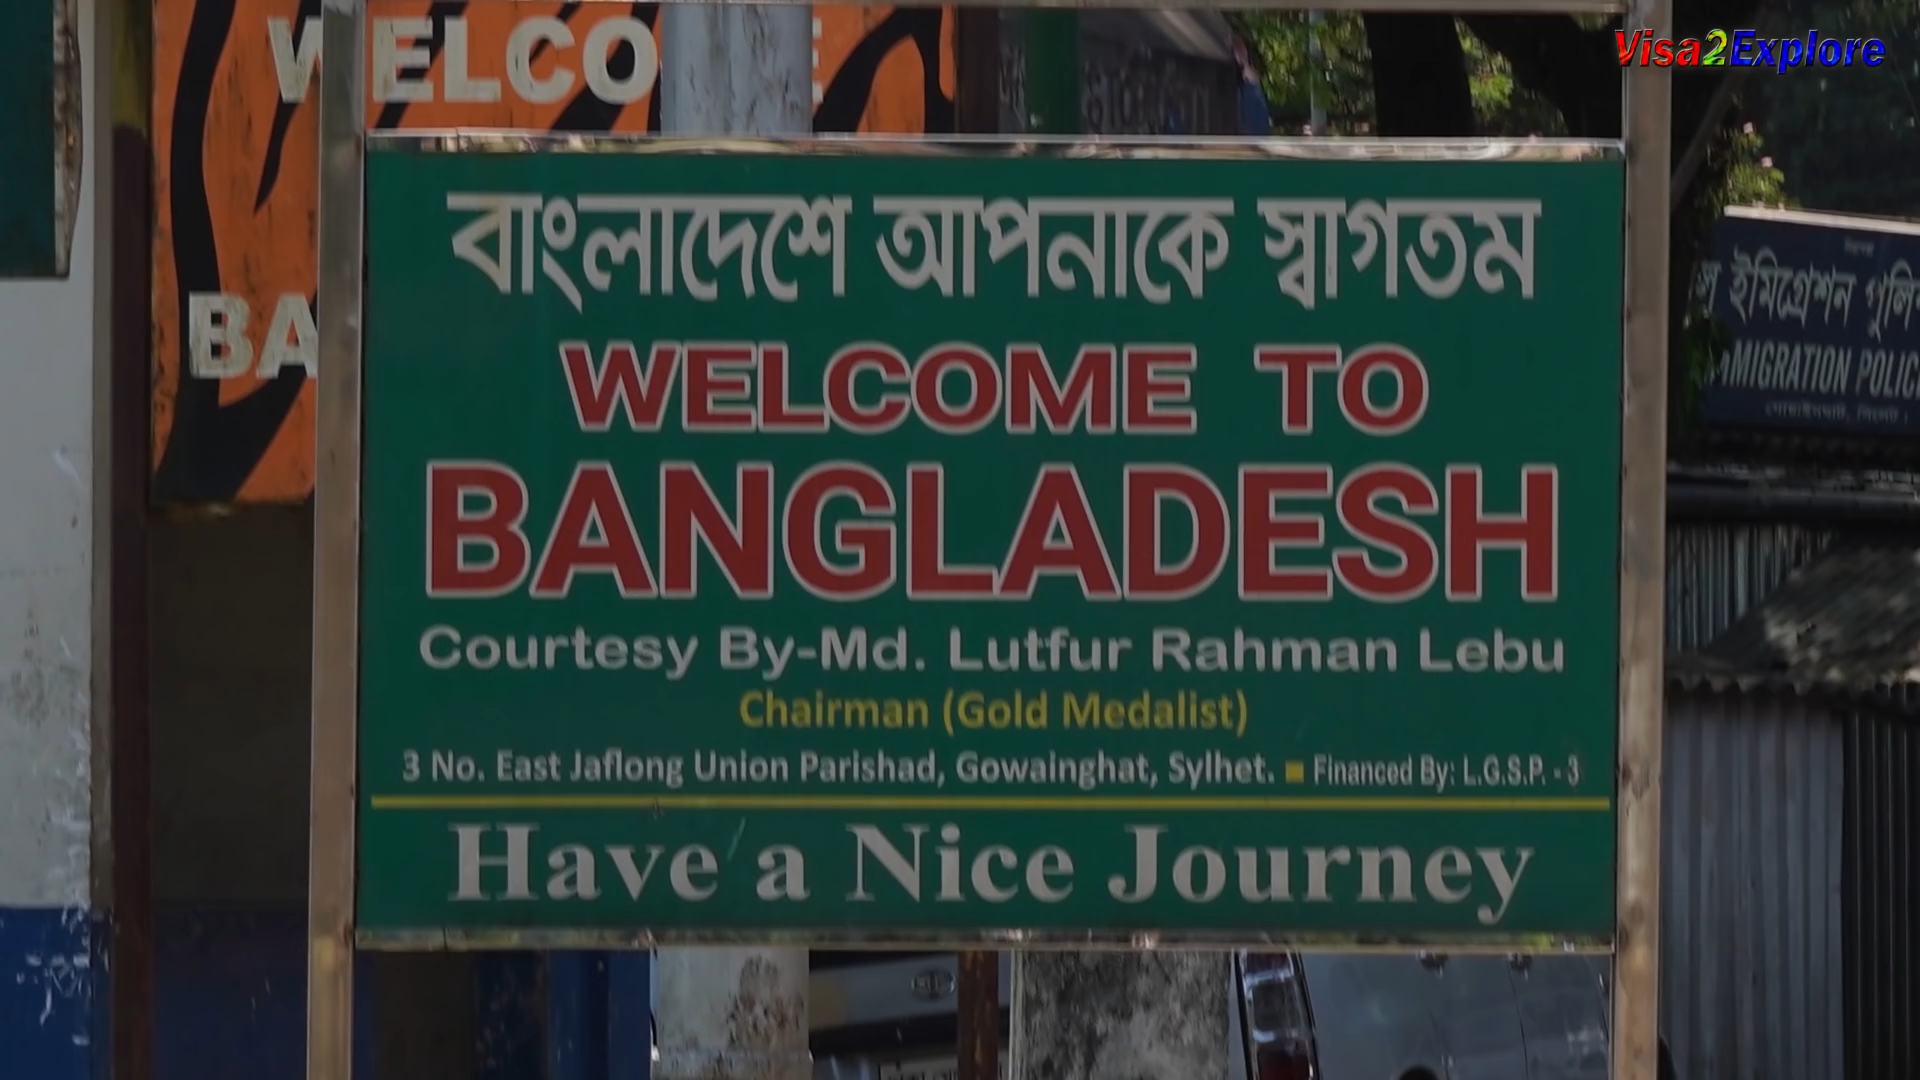 Visa2Explore
WELCO
E
BA
বাংলাদেশে আপনাকে স্বাগতম
WELCOME TO
BANGLADESH
Courtesy By-Md. Lutfur Rahman Lebu
Chairman (Gold Medalist)
3 No. East Jaflong Union Parishad, Gowainghat, Sylhet. ■ Financed By: L.G.S.P. - 3
Have a Nice Journey
ইমিগ্রেশন পুলি
MIGRATION POLIC